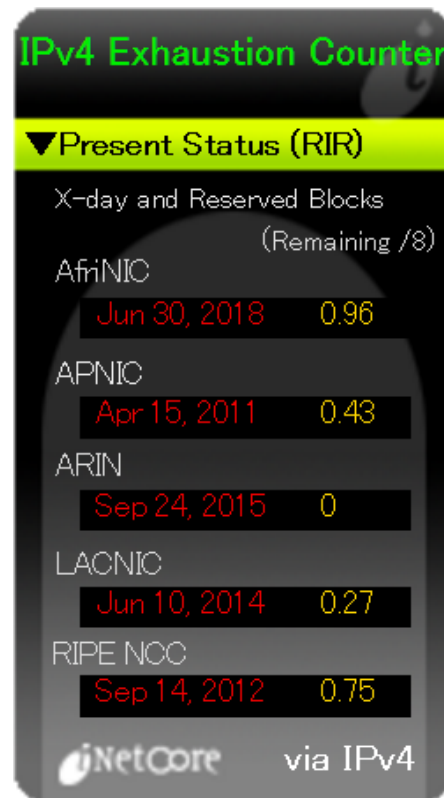 IPv4 Exhaustion Counter
▼Present Status (RIR)
X-day and Reserved Blocks
(Remaining /8)
AfriNIC
Jun 30, 2018 0.96
APNIC
Apr 15, 2011 0.43
ARIN
Sep 24, 2015 0
LACNIC
Jun 10, 2014 0.27
RIPE NCC
Sep 14, 2012 0.75
iNetCore via IPv4